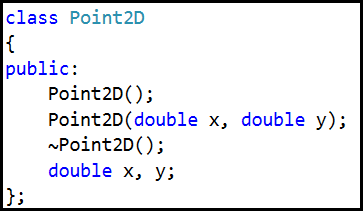 class Point2D
{
public:
    Point2D();
    Point2D(double x, double y);
    ~Point2D();
    double x, y;
};